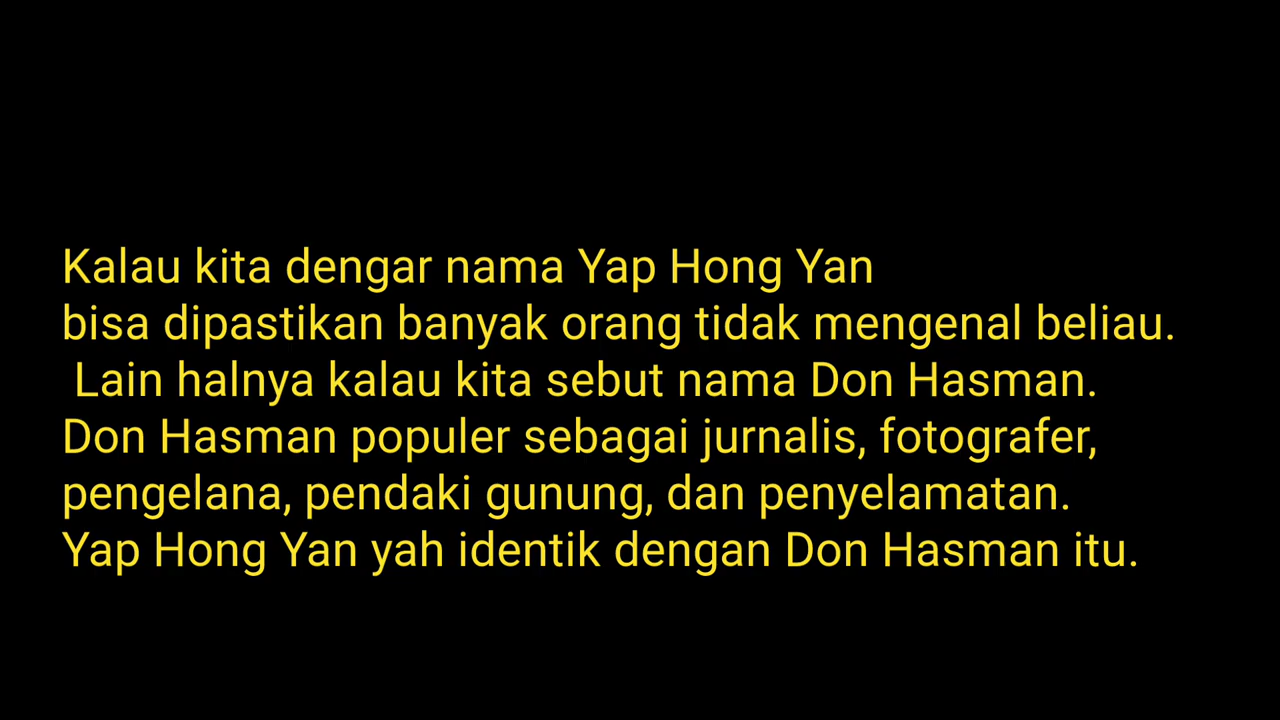 Kalau kita dengar nama Yap Hong Yan
bisa dipastikan banyak orang tidak mengenal beliau.
Lain halnya kalau kita sebut nama Don Hasman.
Don Hasman populer sebagai jurnalis, fotografer,
pengelana, pendaki gunung, dan penyelamatan.
Yap Hong Yan yah identik dengan Don Hasman itu.